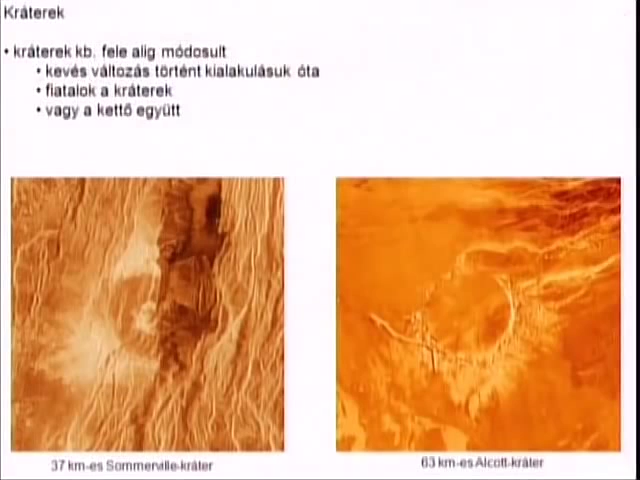 Kráterek
• kráterek kb. fele alig módosult
• kevés változás történt kialakulásuk óta
• fiatalok a kráterek
• vagy a kettő együtt
37 km-es Sommerville-kráter
63 km-es Alcott-kráter